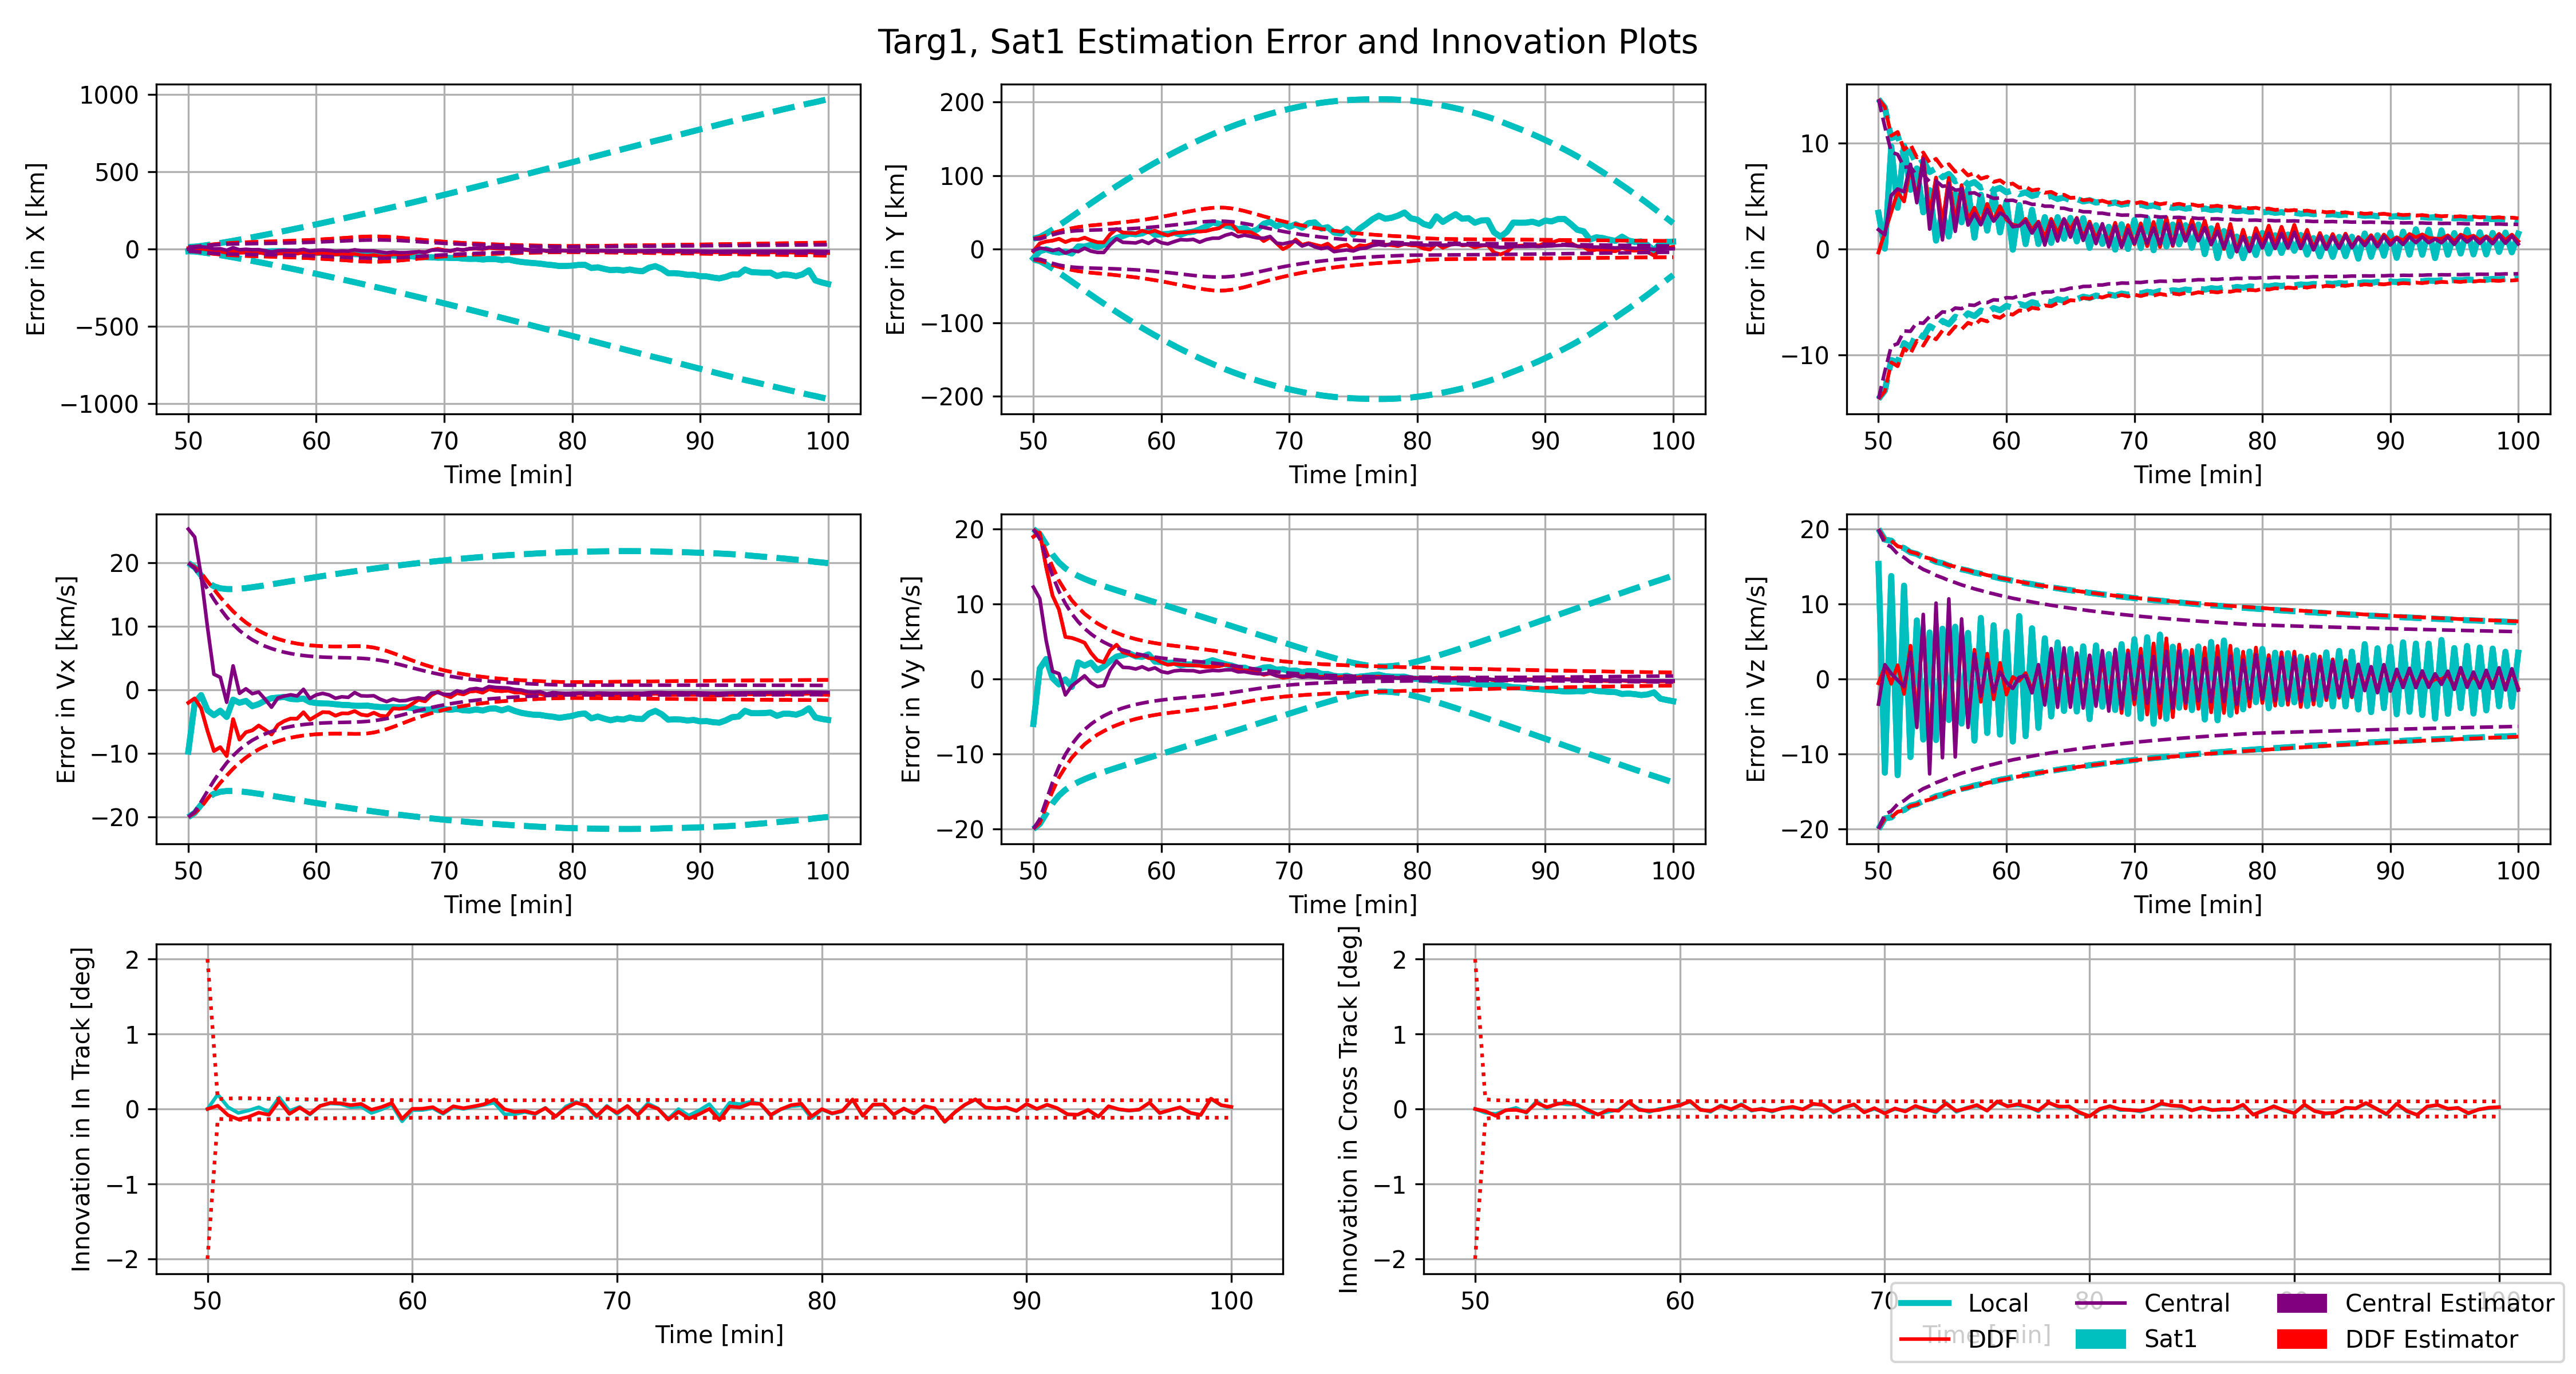 Targ1, Sat1 Estimation Error and Innovation Plots
Error in X [km]
1000
500
0
−500
−1000
50 60 70 80 90 100
Time [min]
Error in Y [km]
200
100
0
−100
−200
50 60 70 80 90 100
Time [min]
Error in Z [km]
10
0
−10
50 60 70 80 90 100
Time [min]
Error in Vx [km/s]
20
10
0
−10
−20
50 60 70 80 90 100
Time [min]
Error in Vy [km/s]
20
10
0
−10
−20
50 60 70 80 90 100
Time [min]
Error in Vz [km/s]
20
10
0
−10
−20
50 60 70 80 90 100
Time [min]
Innovation in In Track [deg]
2
1
0
−1
−2
50 60 70 80 90 100
Time [min]
Innovation in Cross Track [deg]
2
1
0
−1
−2
50 60 70 80 90 100
Time [min]
Local Central Central Estimator
DDF Sat1 DDF Estimator